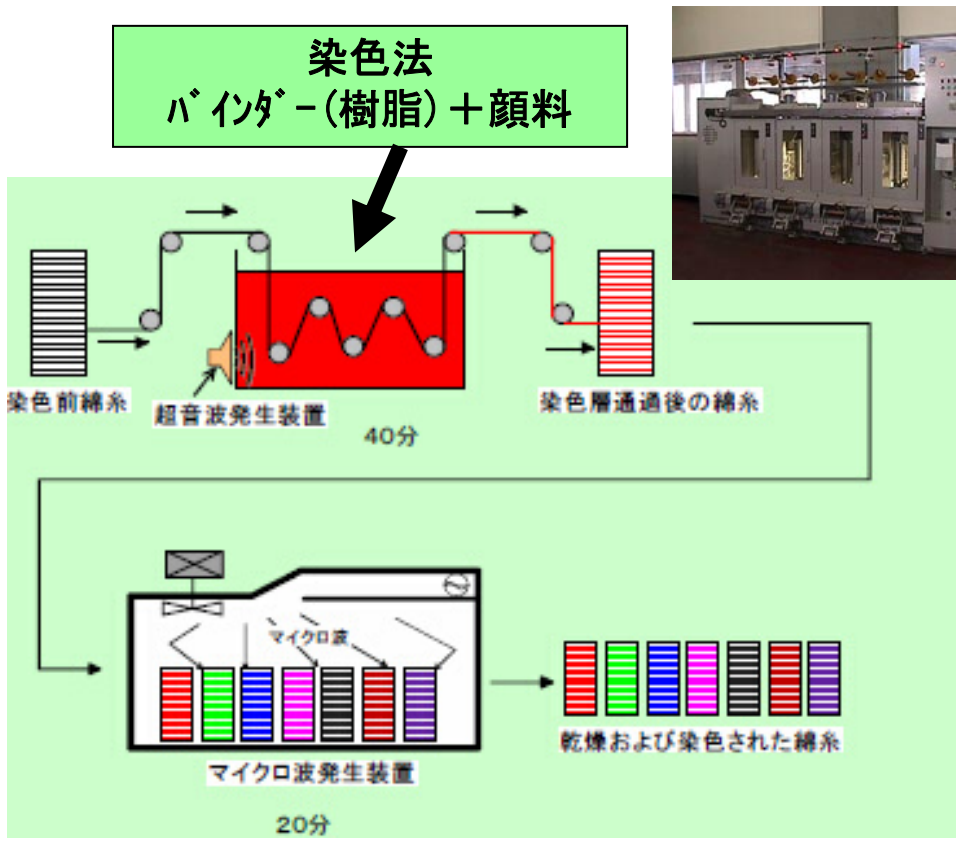 染色法
ﾊﾞｲﾝﾀﾞｰ(樹脂)＋顔料
染色前綿糸
超音波発生装置
40分
染色層通過後の綿糸
マイクロ波
マイクロ波発生装置
20分
乾燥および染色された綿糸